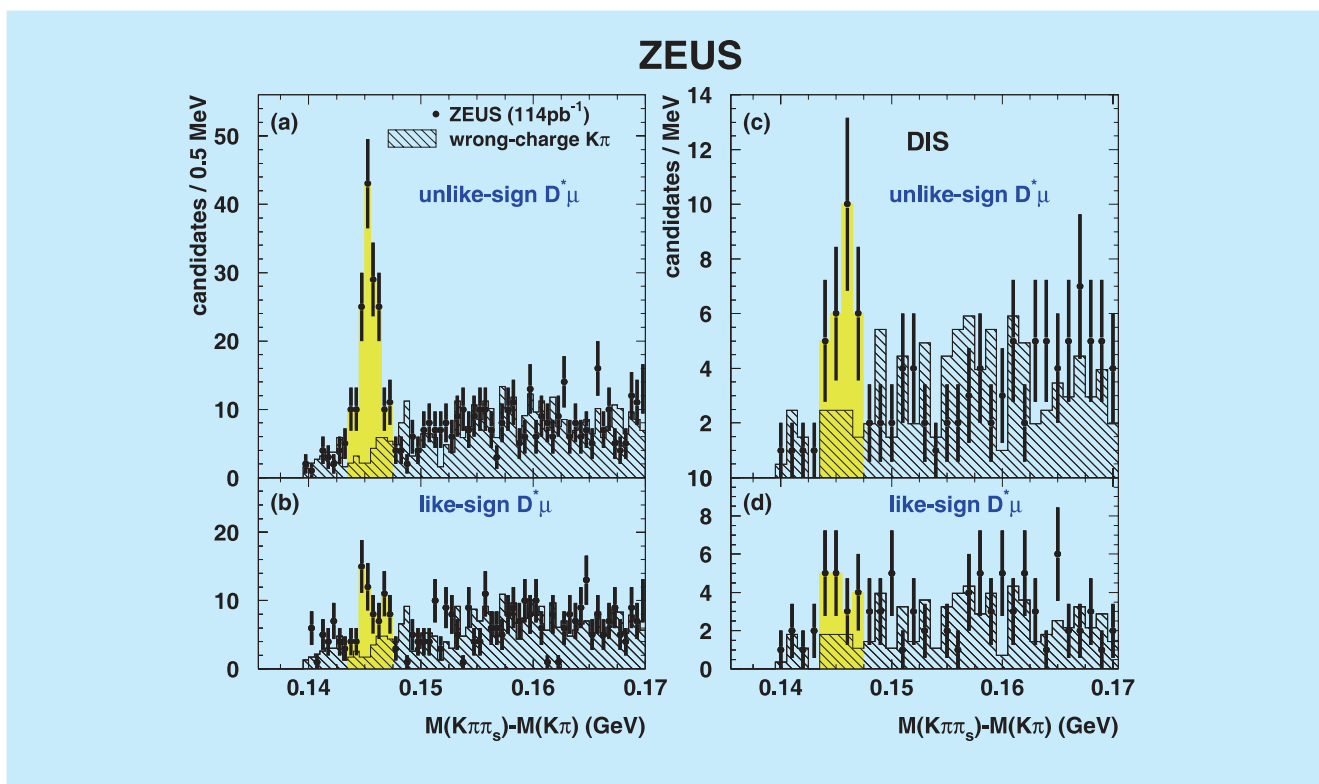 ZEUS
candidates / 0.5 MeV
50
40
30
20
10
0
(a)
ZEUS (114pb⁻¹)
wrong-charge Kπ
unlike-sign D*μ
20
10
0
(b)
like-sign D*μ
0.14 0.15 0.16 0.17
M(Kππs)-M(Kπ) (GeV)
candidates / MeV
14
12
10
8
6
4
2
0
(c)
DIS
unlike-sign D*μ
10
8
6
4
2
0
(d)
like-sign D*μ
0.14 0.15 0.16 0.17
M(Kππs)-M(Kπ) (GeV)